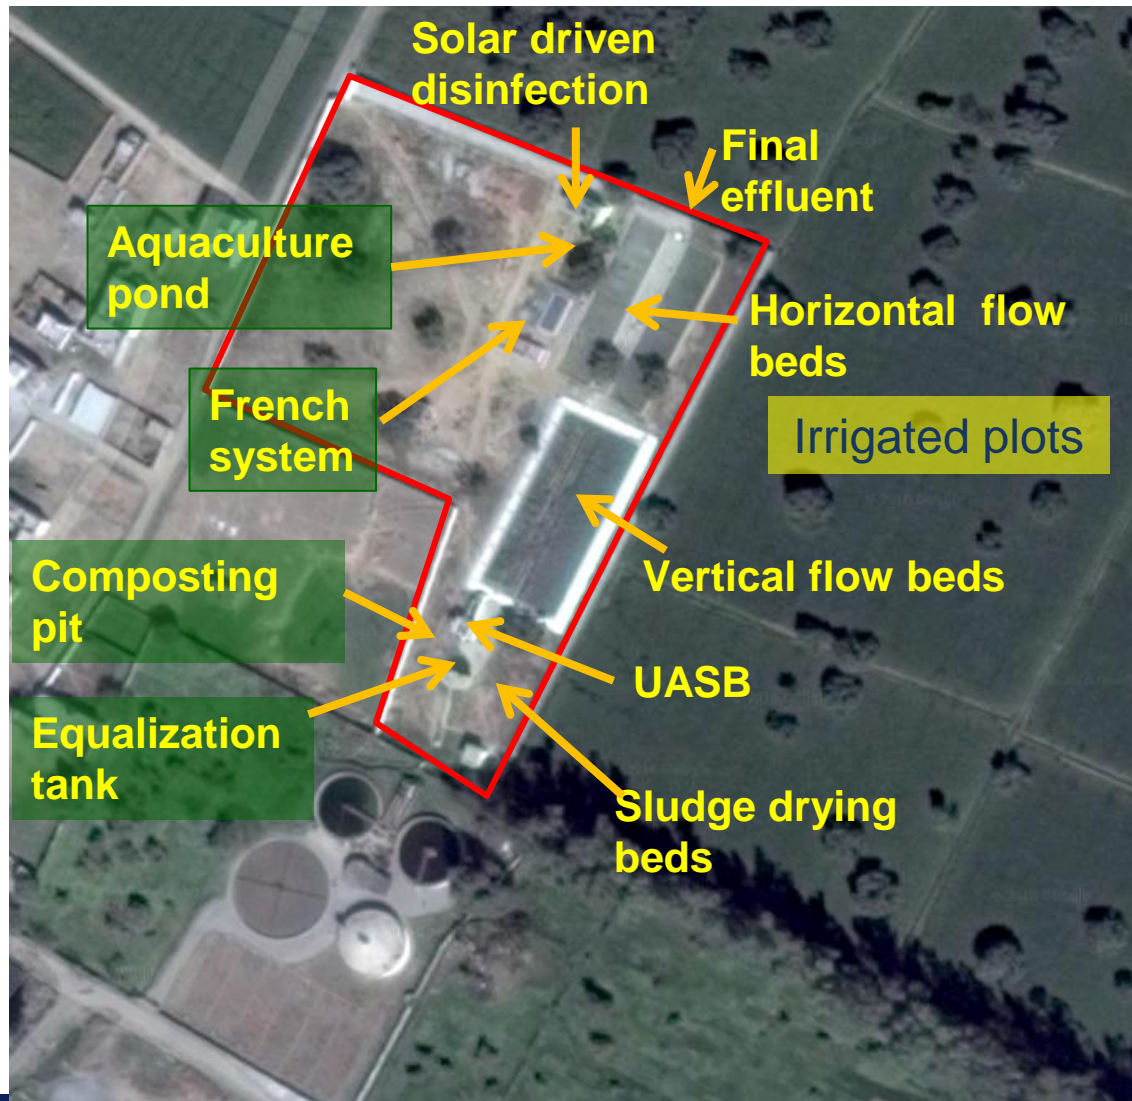 Solar driven
disinfection
Final
effluent
Aquaculture
pond
Horizontal flow
beds
French
system
Irrigated plots
Composting
pit
Vertical flow beds
UASB
Equalization
tank
Sludge drying
beds